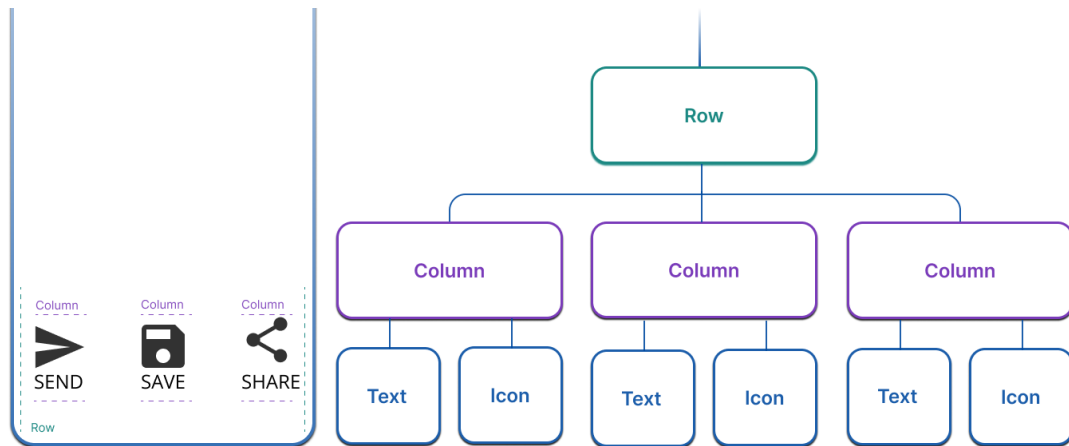 Column
Column
Column
SEND
SAVE
SHARE
Row
Row
Column
Column
Column
Text
Icon
Text
Icon
Text
Icon